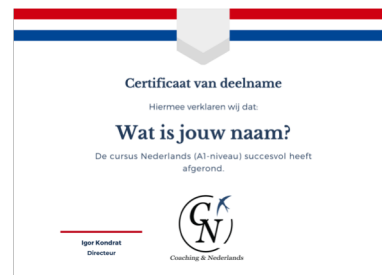 Certificaat van deelname
Hiermee verklaren wij dat:
Wat is jouw naam?
De cursus Nederlands (A1-niveau) succesvol heeft
afgerond.
CN
Igor Kondrat
Directeur
Coaching & Nederlands